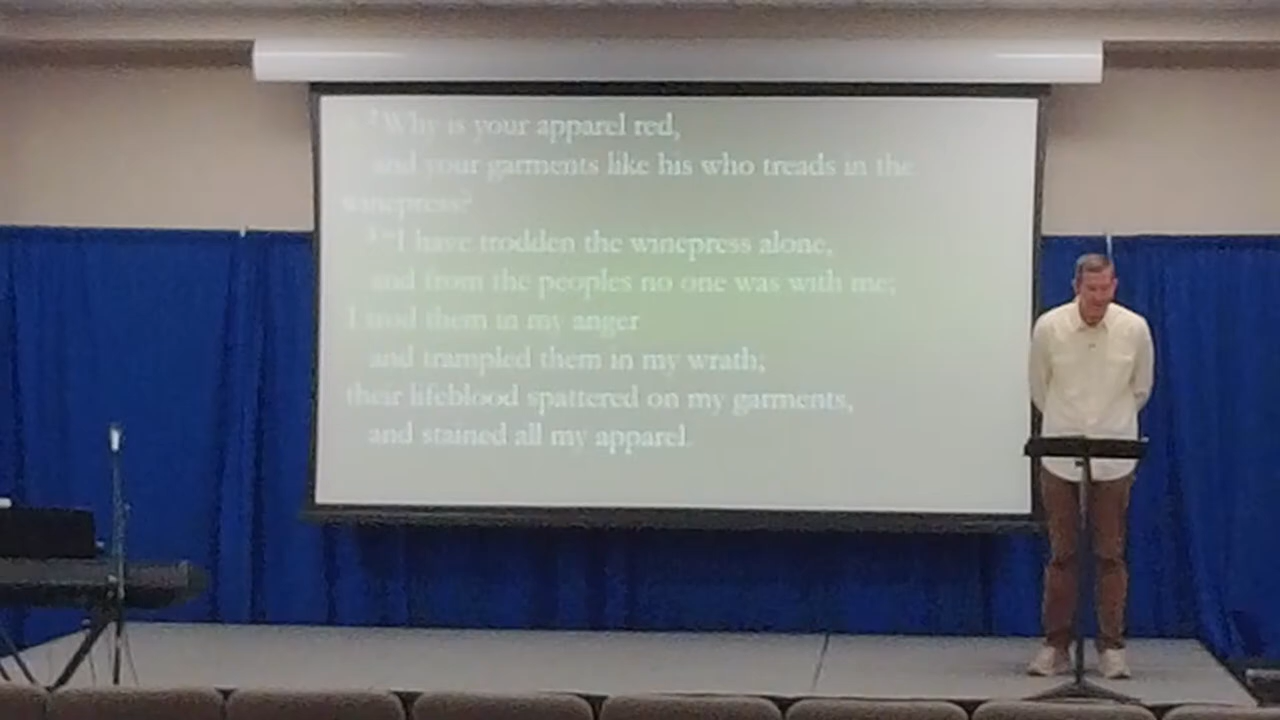 2 Why is your apparel red,
and your garments like his who treads in the
winepress?
3 "I have trodden the winepress alone,
and from the peoples no one was with me;
I trod them in my anger
and trampled them in my wrath;
their lifeblood spattered on my garments,
and stained all my apparel.